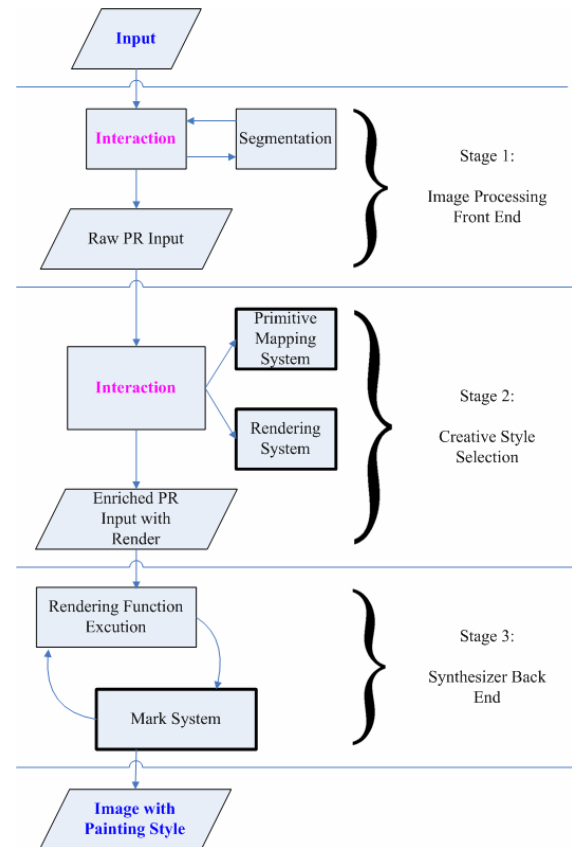 Input
Interaction
Segmentation
Stage 1:
Image Processing
Front End
Raw PR Input
Primitive
Mapping
System
Interaction
Rendering
System
Stage 2:
Creative Style
Selection
Enriched PR
Input with
Render
Rendering Function
Excution
Mark System
Stage 3:
Synthesizer Back
End
Image with
Painting Style